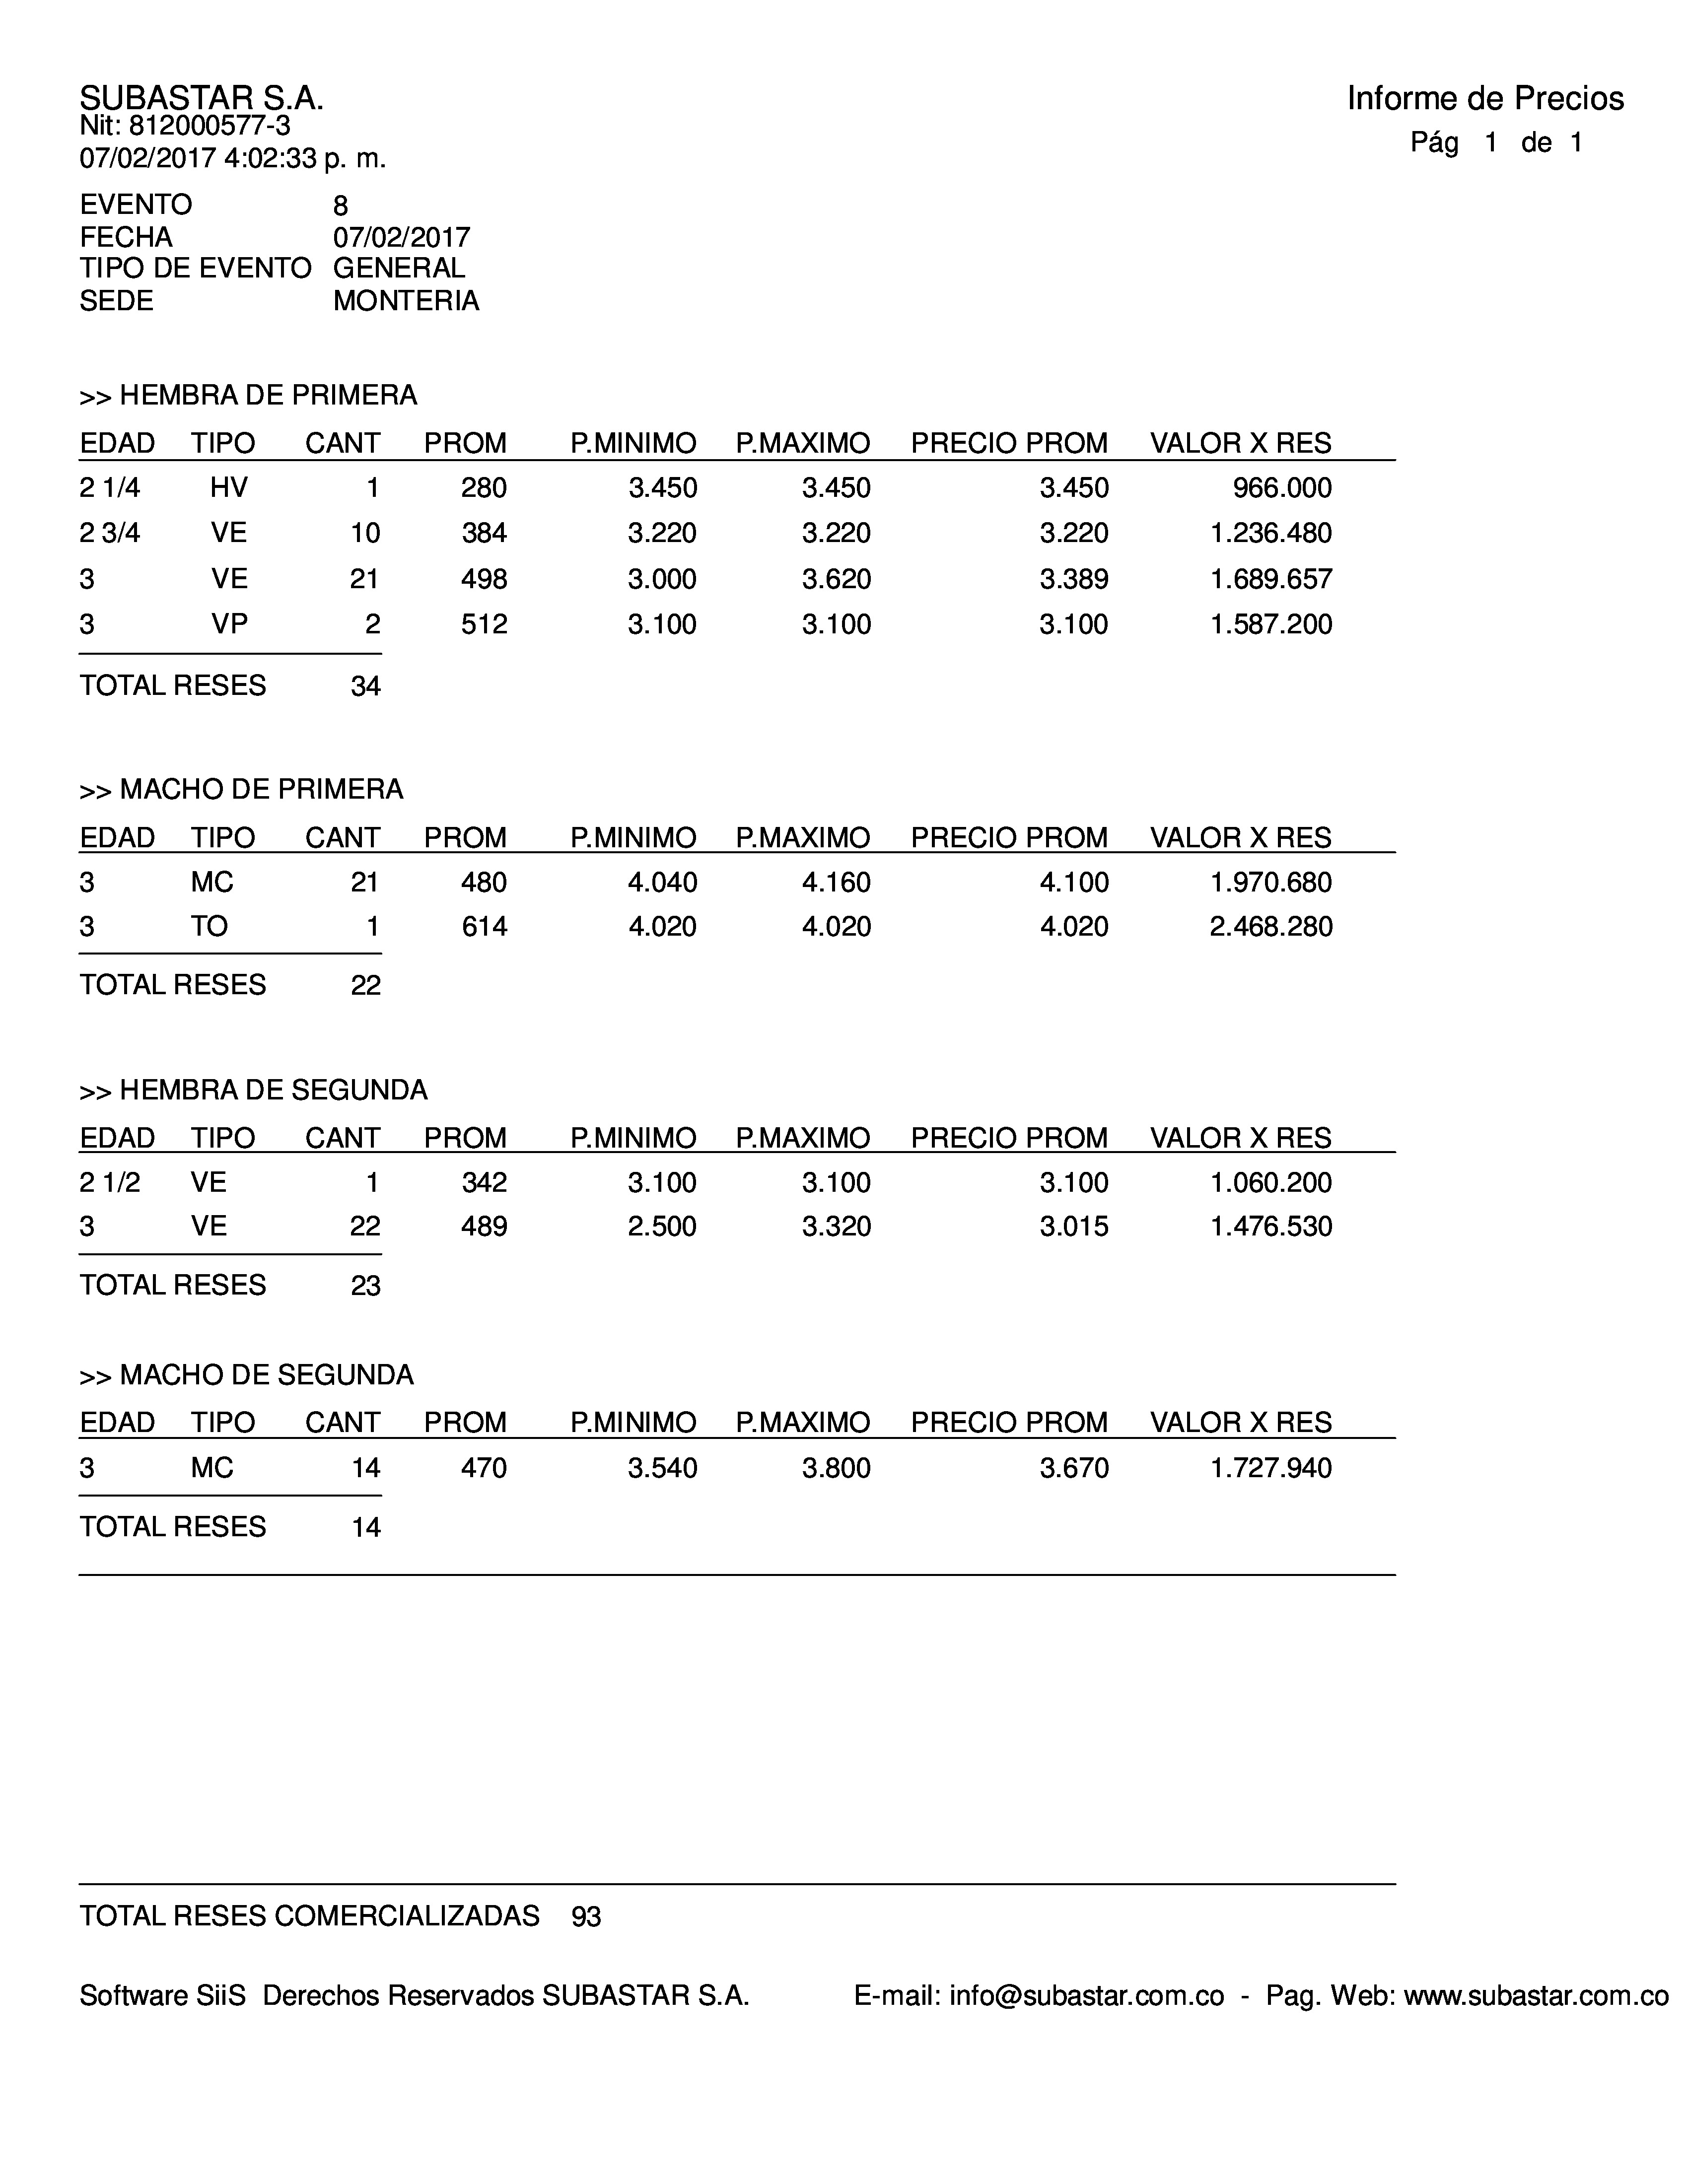 SUBASTAR S.A.
Informe de Precios
Nit: 812000577-3
Pág 1 de 1
07/02/2017 4:02:33 p. m.
EVENTO 8
FECHA 07/02/2017
TIPO DE EVENTO GENERAL
SEDE MONTERIA
>> HEMBRA DE PRIMERA
EDAD TIPO CANT PROM P.MINIMO P.MAXIMO PRECIO PROM VALOR X RES
2 1/4 HV 1 280 3.450 3.450 3.450 966.000
2 3/4 VE 10 384 3.220 3.220 3.220 1.236.480
3 VE 21 498 3.000 3.620 3.389 1.689.657
3 VP 2 512 3.100 3.100 3.100 1.587.200
TOTAL RESES 34
>> MACHO DE PRIMERA
EDAD TIPO CANT PROM P.MINIMO P.MAXIMO PRECIO PROM VALOR X RES
3 MC 21 480 4.040 4.160 4.100 1.970.680
3 TO 1 614 4.020 4.020 4.020 2.468.280
TOTAL RESES 22
>> HEMBRA DE SEGUNDA
EDAD TIPO CANT PROM P.MINIMO P.MAXIMO PRECIO PROM VALOR X RES
2 1/2 VE 1 342 3.100 3.100 3.100 1.060.200
3 VE 22 489 2.500 3.320 3.015 1.476.530
TOTAL RESES 23
>> MACHO DE SEGUNDA
EDAD TIPO CANT PROM P.MINIMO P.MAXIMO PRECIO PROM VALOR X RES
3 MC 14 470 3.540 3.800 3.670 1.727.940
TOTAL RESES 14
TOTAL RESES COMERCIALIZADAS 93
Software SiiS Derechos Reservados SUBASTAR S.A. E-mail: info@subastar.com.co - Pag. Web: www.subastar.com.co